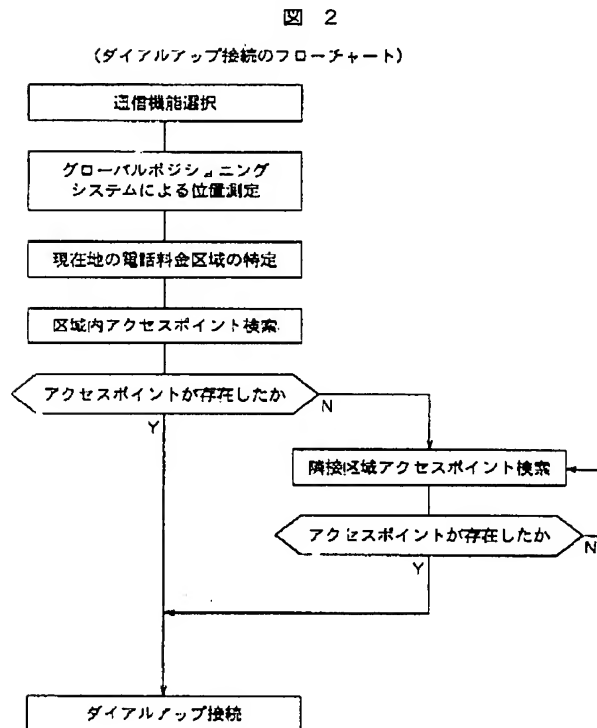 図 2
(ダイアルアップ接続のフローチャート)
通信機能選択
グローバルポジショニング
システムによる位置測定
現在地の電話料金区域の特定
区域内アクセスポイント検索
アクセスポイントが存在したか
N
Y
隣接区域アクセスポイント検索
アクセスポイントが存在したか
N
Y
ダイアルアップ接続